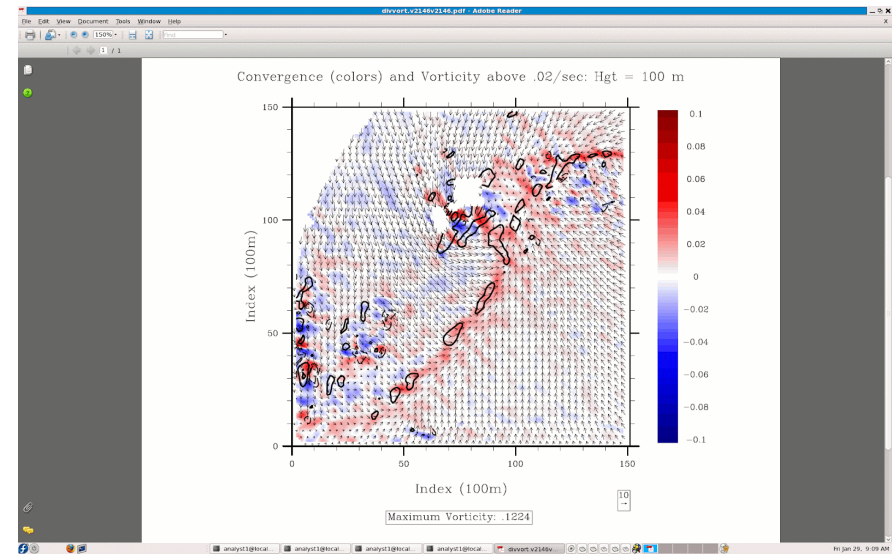 divvort.v2146v2146.pdf - Adobe Reader
File Edit View Document Tools Window Help
150%
Find
1 / 1
Convergence (colors) and Vorticity above .02/sec: Hgt = 100 m
150
100
50
0
Index (100m)
0 50 100 150
Index (100m)
0.1
0.08
0.06
0.04
0.02
0
−0.02
−0.04
−0.06
−0.08
−0.1
10
Maximum Vorticity: .1224
analyst1@local... analyst1@local... analyst1@local... analyst1@local... divvort v2146v...
Fri Jan 29, 9:09 AM